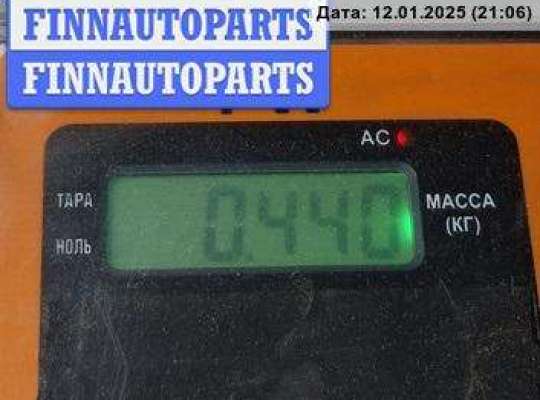 FINNAUTOPARTS
Дата: 12.01.2025 (21:06)
FINNAUTOPARTS
AC
ТАРА
0.440
МАССА
(КГ)
НОЛЬ